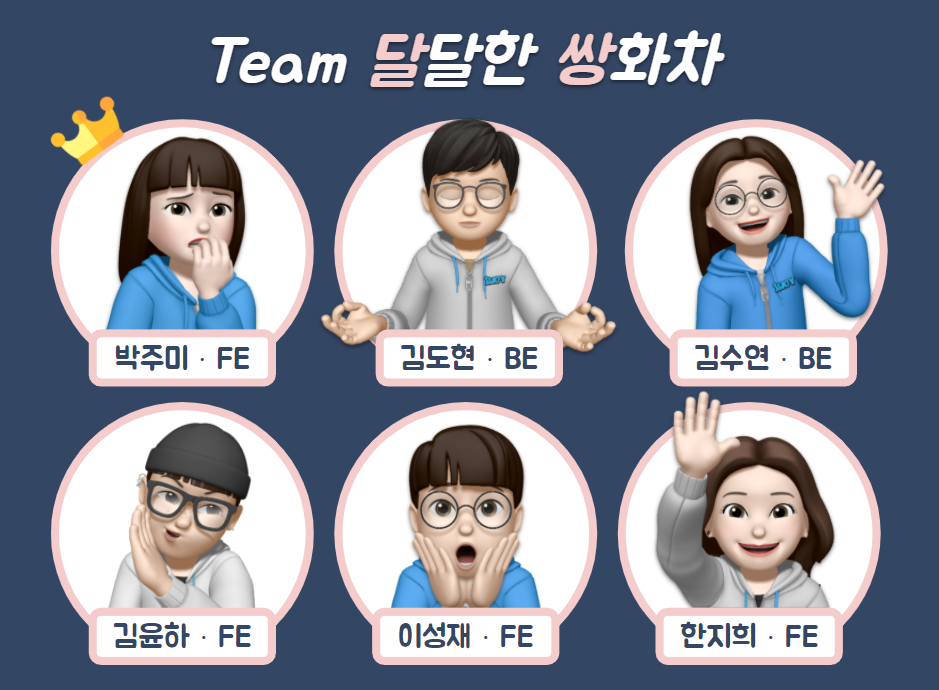 Team 달달한 쌍화차
박주미 · FE
김도현 · BE
김수연 · BE
김윤하 · FE
이성재 · FE
한지희 · FE